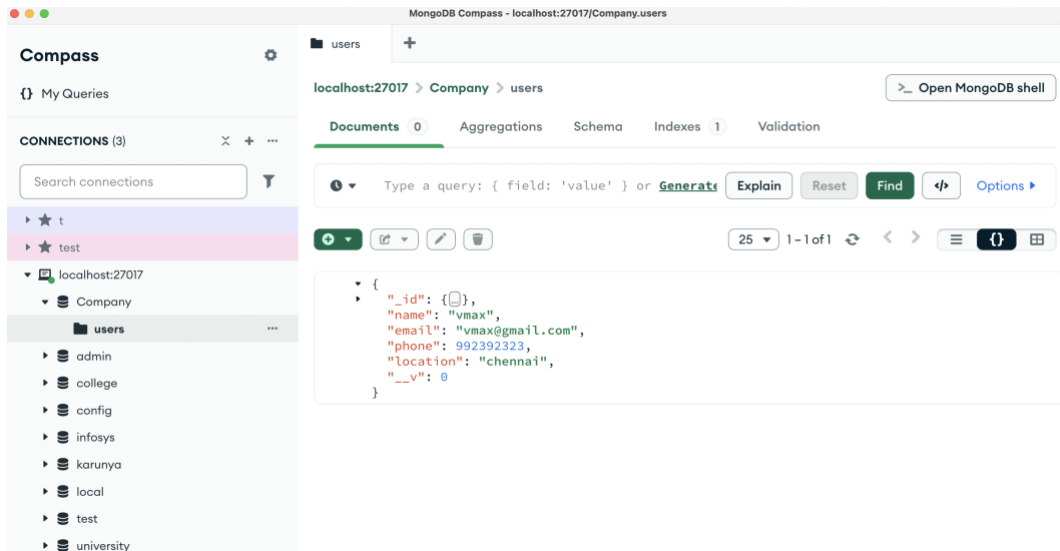 MongoDB Compass - localhost:27017/Company.users
Compass
{} My Queries
CONNECTIONS (3)
Search connections
t
test
localhost:27017
Company
users
admin
college
config
infosys
karunya
local
test
university
users
localhost:27017 > Company > users
>_ Open MongoDB shell
Documents 0 Aggregations Schema Indexes 1 Validation
Type a query: { field: 'value' } or Generate Explain Reset Find </> Options
25 1 – 1 of 1 {}
{
"_id": {…},
"name": "vmax",
"email": "vmax@gmail.com",
"phone": 992392323,
"location": "chennai",
"__v": 0
}